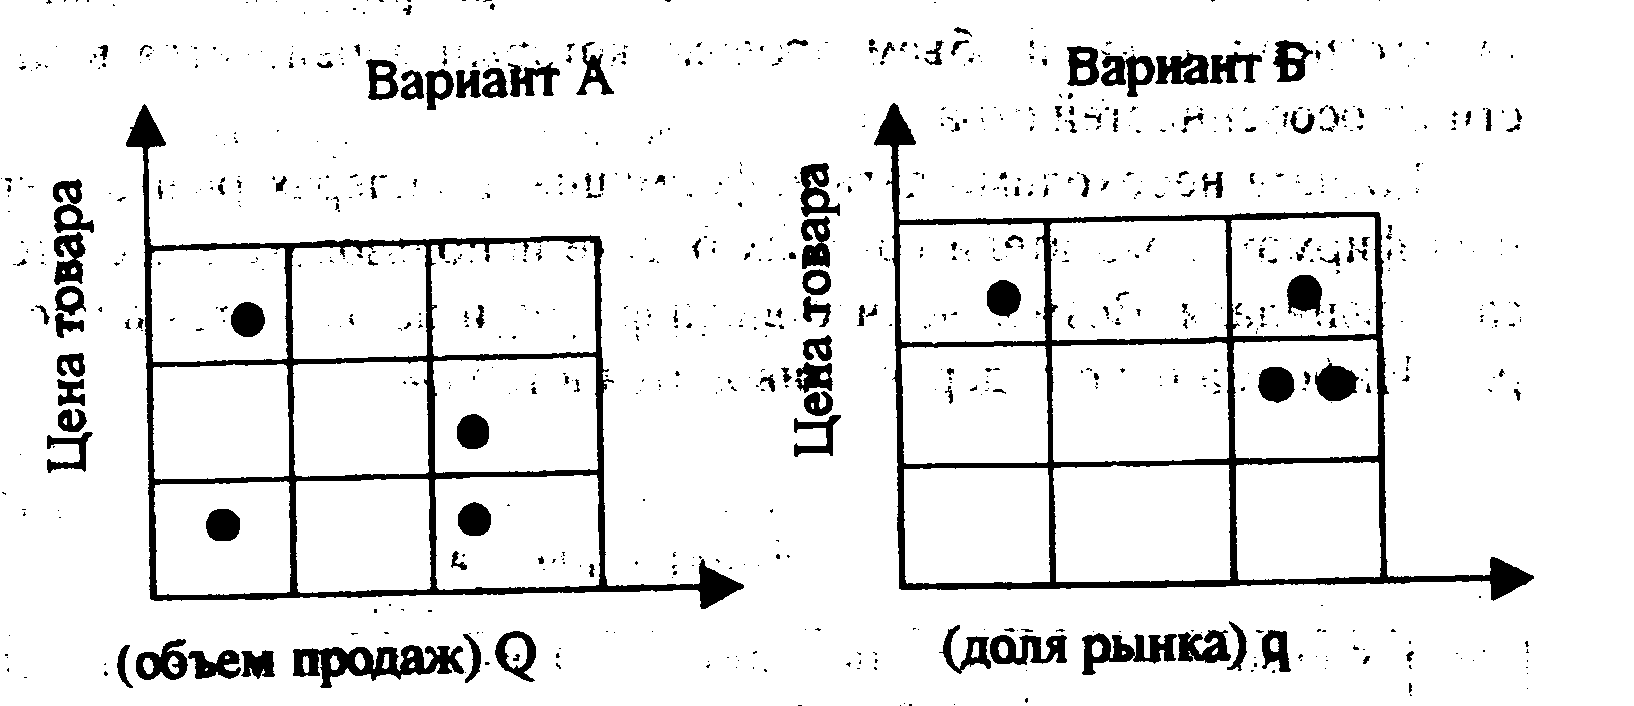 Вариант А
Вариант Б
Цена товара
Цена товара
(объем продаж) Q
(доля рынка) q